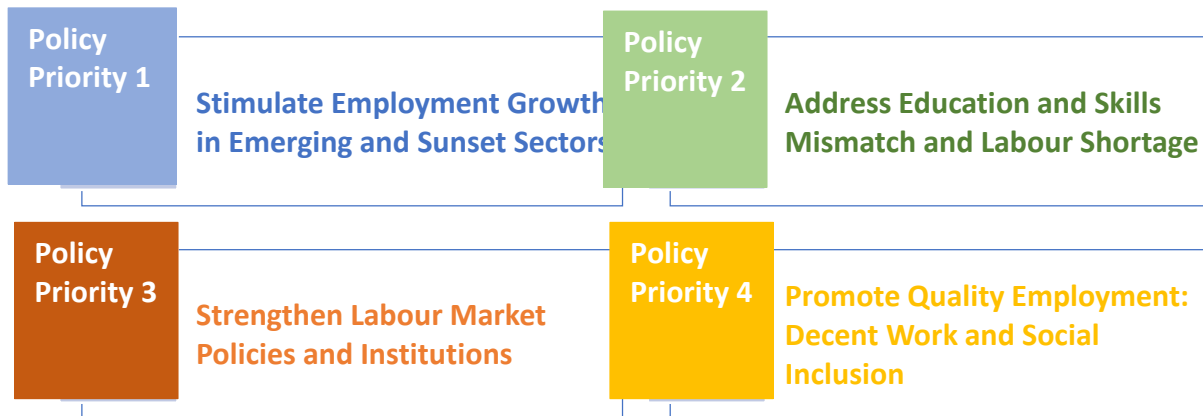 Policy
Priority 1
Stimulate Employment Growth
in Emerging and Sunset Sectors
Policy
Priority 2
Address Education and Skills
Mismatch and Labour Shortage
Policy
Priority 3
Strengthen Labour Market
Policies and Institutions
Policy
Priority 4
Promote Quality Employment:
Decent Work and Social
Inclusion